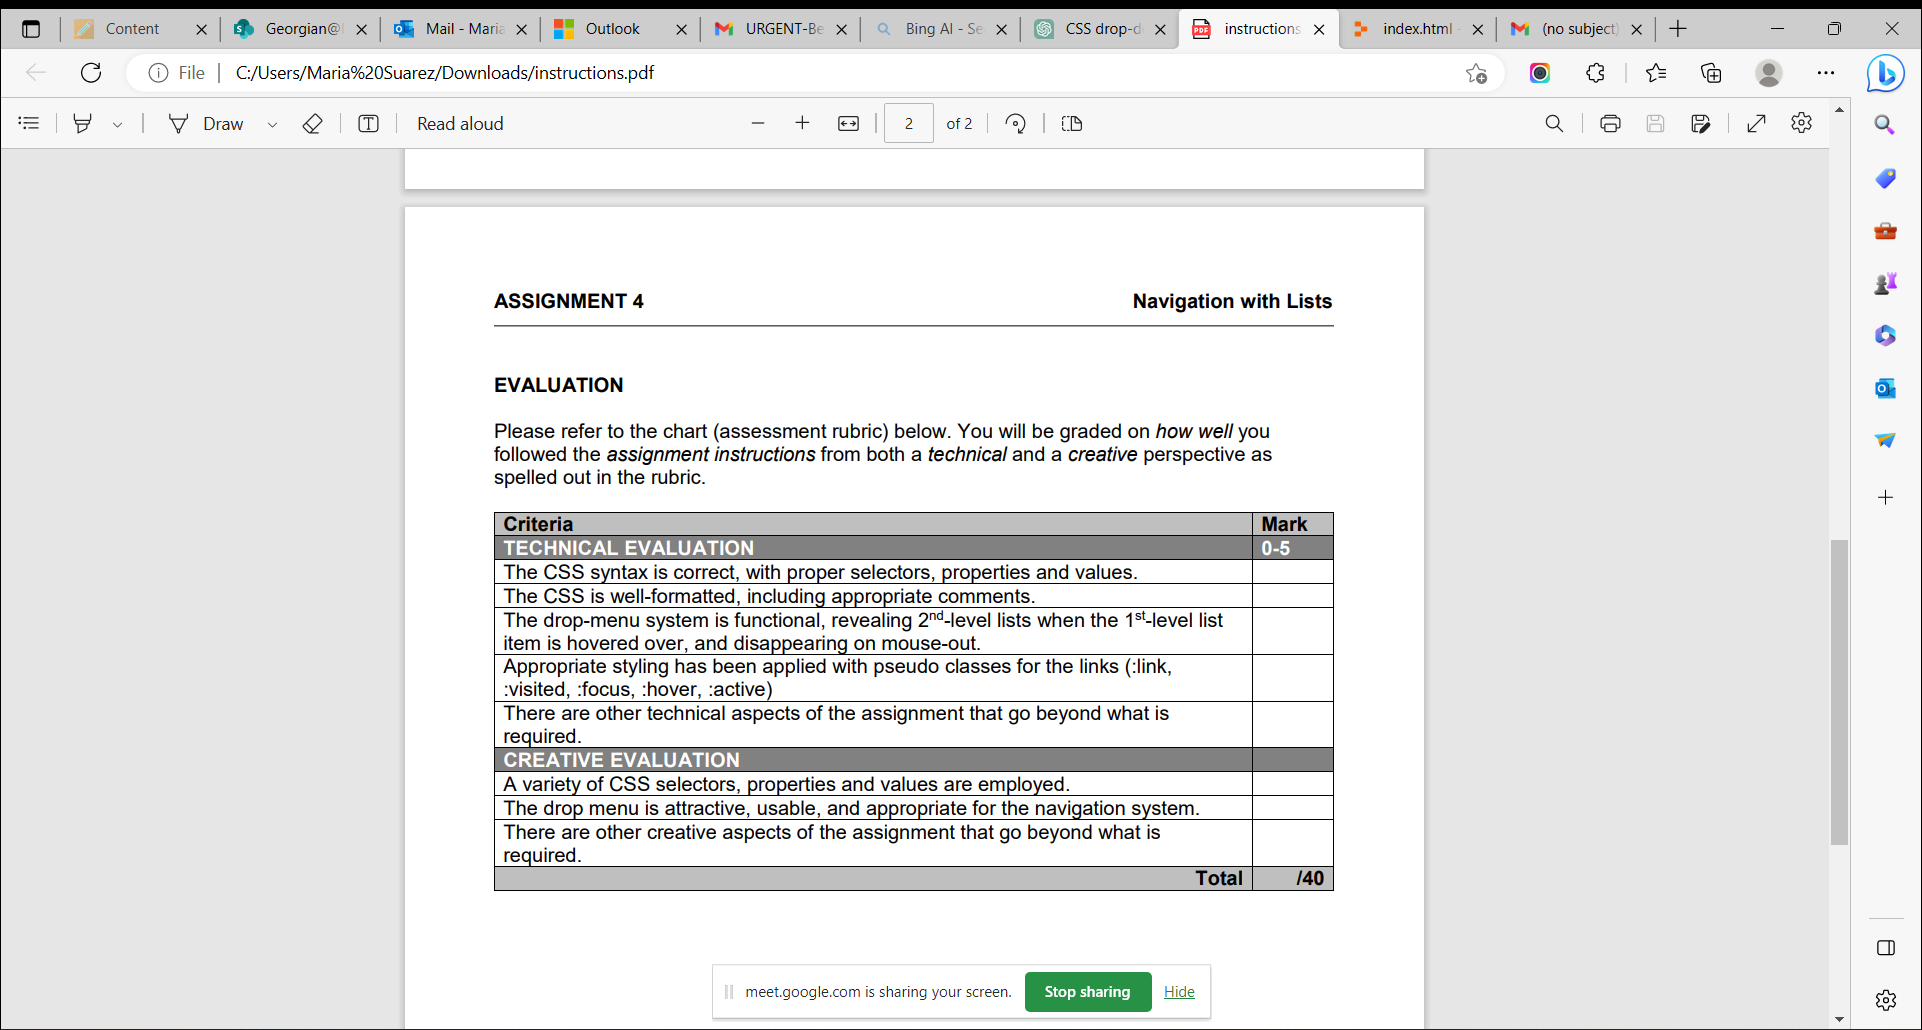 Content
Georgian@
Mail - Maria
Outlook
URGENT-Be
Bing AI - Se
CSS drop-d
instructions
index.html -
(no subject)
File
C:/Users/Maria%20Suarez/Downloads/instructions.pdf
Draw
Read aloud
2
of 2
ASSIGNMENT 4
Navigation with Lists
EVALUATION
Please refer to the chart (assessment rubric) below. You will be graded on how well you
followed the assignment instructions from both a technical and a creative perspective as
spelled out in the rubric.
Criteria Mark
TECHNICAL EVALUATION 0-5
The CSS syntax is correct, with proper selectors, properties and values.
The CSS is well-formatted, including appropriate comments.
The drop-menu system is functional, revealing 2nd-level lists when the 1st-level list
item is hovered over, and disappearing on mouse-out.
Appropriate styling has been applied with pseudo classes for the links (:link,
:visited, :focus, :hover, :active)
There are other technical aspects of the assignment that go beyond what is
required.
CREATIVE EVALUATION
A variety of CSS selectors, properties and values are employed.
The drop menu is attractive, usable, and appropriate for the navigation system.
There are other creative aspects of the assignment that go beyond what is
required.
Total /40
meet.google.com is sharing your screen.
Stop sharing
Hide